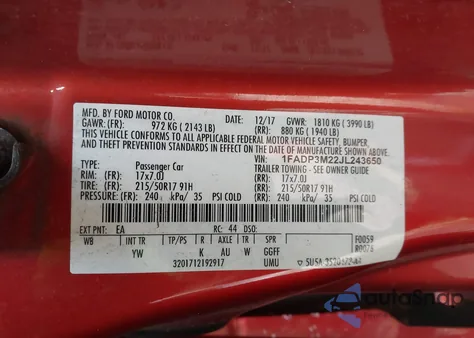 MFD. BY FORD MOTOR CO. 12/17 GVWR: 1810 KG ( 3990 LB)
GAWR: (FR): 972 KG ( 2143 LB) (RR): 880 KG ( 1940 LB)
THIS VEHICLE CONFORMS TO ALL APPLICABLE FEDERAL MOTOR VEHICLE SAFETY, BUMPER,
AND THEFT PREVENTION STANDARDS IN EFFECT ON THE DATE OF MANUFACTURE SHOWN ABOVE.
VIN: 1FADP3M22JL243650
TYPE: Passenger Car TRAILER TOWING - SEE OWNER GUIDE
RIM: (FR): 17x7.0J (RR): 17x7.0J
TIRE: (FR): 215/50R17 91H (RR): 215/50R17 91H
PRESSURE: (FR): 240 kPa/ 35 PSI COLD (RR): 240 kPa/ 35 PSI COLD
EXT PNT: EA RC: 44 DSO:
WB INT TR TP/PS R AXLE TR SPR F0059
YW K AU W GGFF
3201712192917 UMU
autoSnap